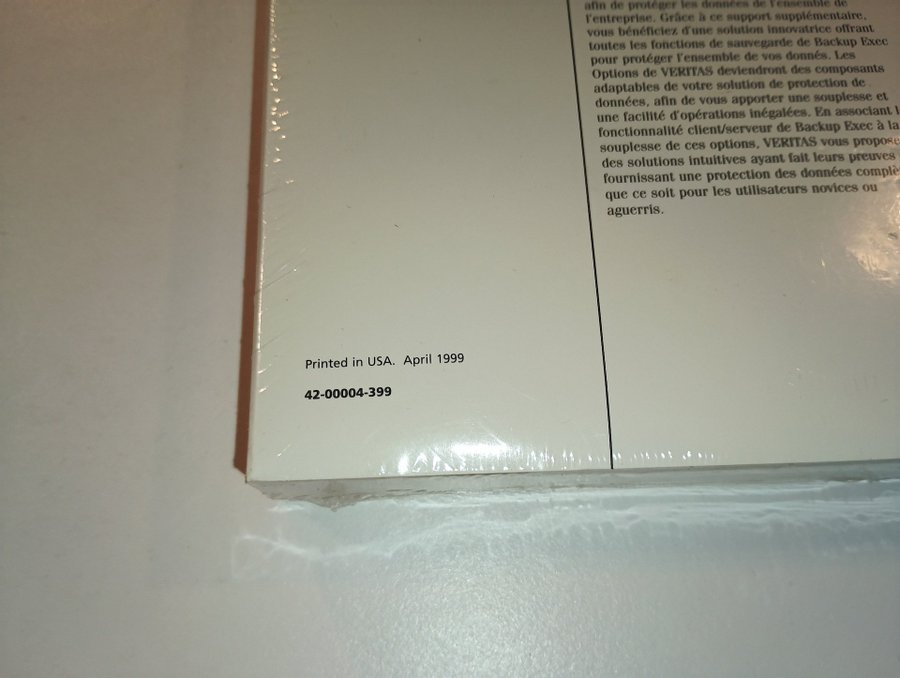 afin de protéger les données de l'ensemble de
l'entreprise. Grâce à ce support supplémentaire,
vous bénéficiez d'une solution innovatrice offrant
toutes les fonctions de sauvegarde de Backup Exec
pour protéger l'ensemble de vos donnés. Les
Options de VERITAS deviendront des composants
adaptables de votre solution de protection de
données, afin de vous apporter une souplesse et
une facilité d'opérations inégalées. En associant l
fonctionnalité client/serveur de Backup Exec à la
souplesse de ces options, VERITAS vous propose
des solutions intuitives ayant fait leurs preuves
fournissant une protection des données complè
que ce soit pour les utilisateurs novices ou
aguerris.
Printed in USA. April 1999
42-00004-399